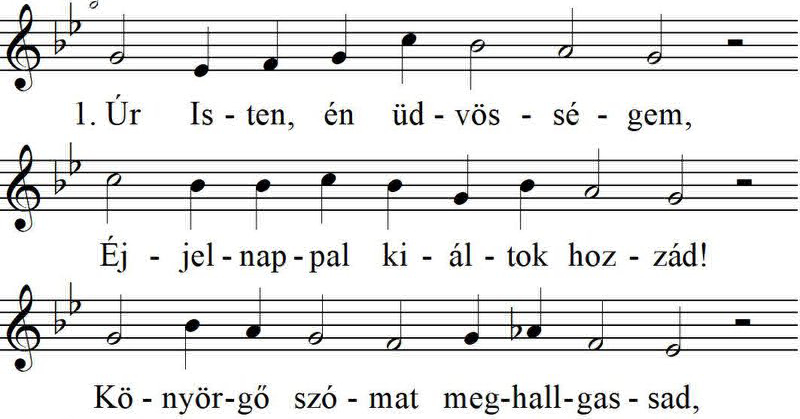 1. Úr Is - ten, én üd - vös - sé - gem,
Éj - jel - nap - pal ki - ál - tok hoz - zád!
Kö - nyör - gő szó - mat meg - hall - gas - sad,